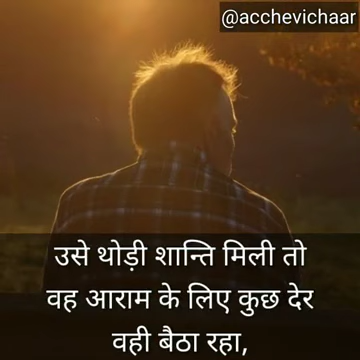 @acchevichaar
उसे थोड़ी शान्ति मिली तो
वह आराम के लिए कुछ देर
वही बैठा रहा,